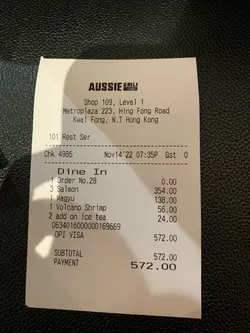 AUSSIE GRILL
Shop 109, Level 1
Metroplaza 223, Hing Fong Road
Kwai Fong, N.T Hong Kong
101 Rest Ser
Chk 4986 Nov14'22 07:35P Gst 0
Dine In
1 Order No.28 0.00
3 Salmon 354.00
1 Wagyu 138.00
1 Volcano Shrimp 56.00
2 add on Ice tea 24.00
0634016000000169669
OPI VISA 572.00
SUBTOTAL 572.00
PAYMENT 572.00